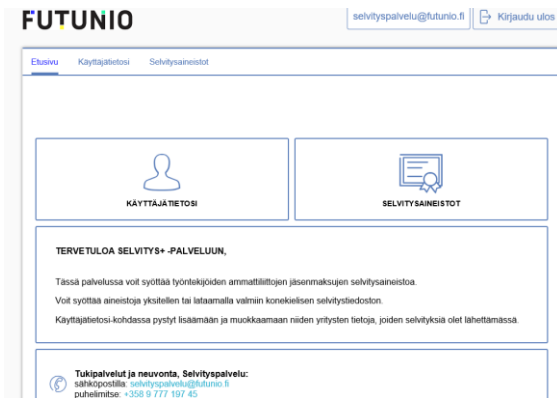 FUTUNIO
selvityspalvelu@futunio.fi
Kirjaudu ulos
Etusivu Käyttäjätietosi Selvitysaineistot
KÄYTTÄJÄTIETOSI
SELVITYSAINEISTOT
TERVETULOA SELVITYS+ -PALVELUUN,
Tässä palvelussa voit syöttää työntekijöiden ammattiliittojen jäsenmaksujen selvitysaineistoa.
Voit syöttää aineistoja yksitellen tai lataamalla valmiin konekielisen selvitystiedoston.
Käyttäjätietosi-kohdassa pystyt lisäämään ja muokkaamaan niiden yritysten tietoja, joiden selvityksiä olet lähettämässä.
Tukipalvelut ja neuvonta, Selvityspalvelu:
sähköpostilla: selvityspalvelu@futunio.fi
puhelimitse: +358 9 777 197 45